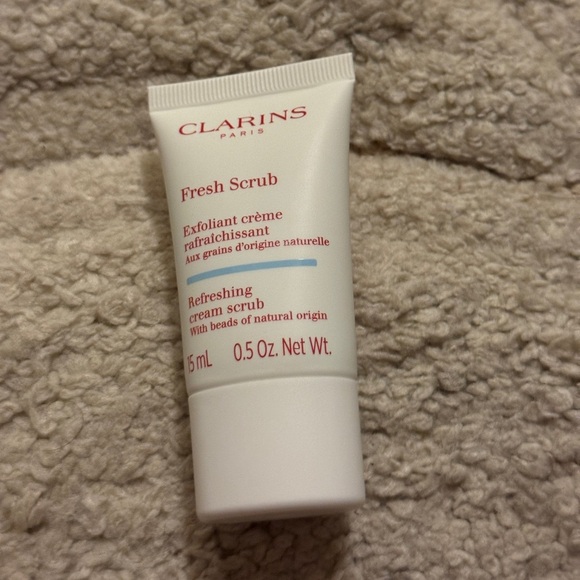 CLARINS
PARIS
Fresh Scrub
Exfoliant crème
rafraîchissant
Aux grains d'origine naturelle
Refreshing
cream scrub
With beads of natural origin
15 mL 0.5 Oz. Net Wt.